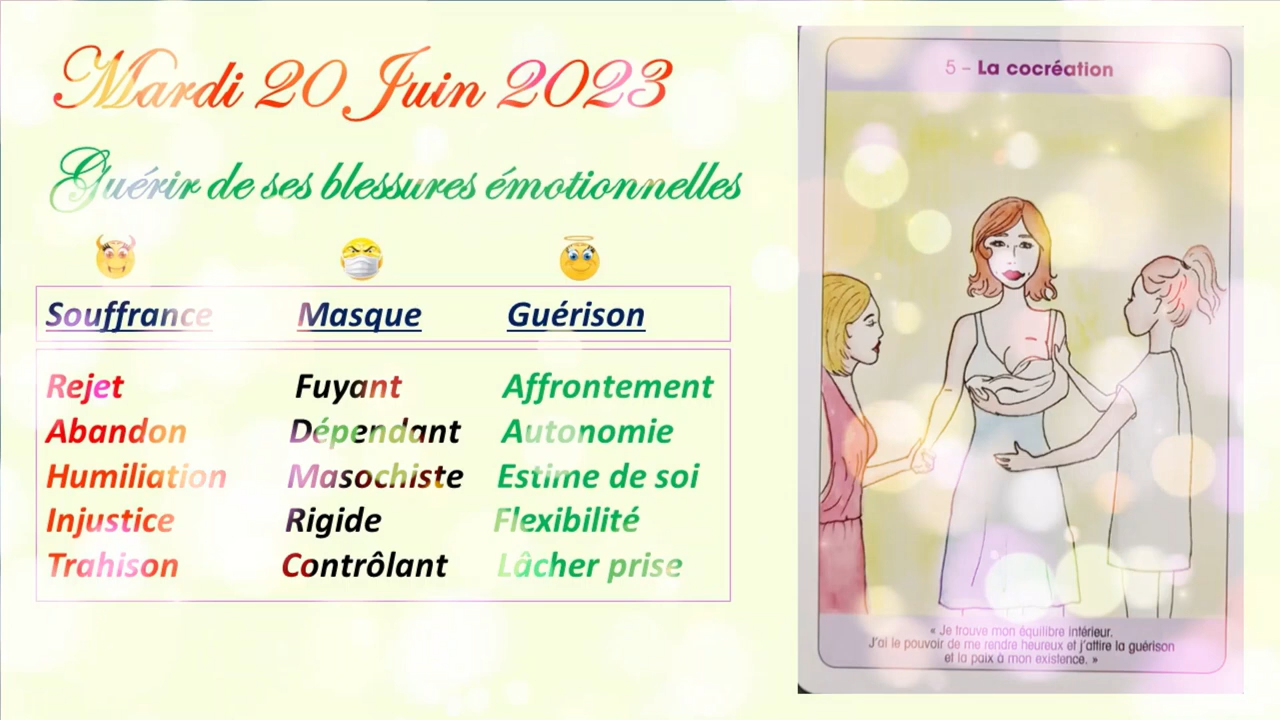 Mardi 20 Juin 2023
Guérir de ses blessures émotionnelles
Souffrance Masque Guérison
Rejet Fuyant Affrontement
Abandon Dépendant Autonomie
Humiliation Masochiste Estime de soi
Injustice Rigide Flexibilité
Trahison Contrôlant Lâcher prise
5 – La cocréation
« Je trouve mon équilibre intérieur.
J'ai le pouvoir de me rendre heureux et j'attire la guérison
et la paix à mon existence. »